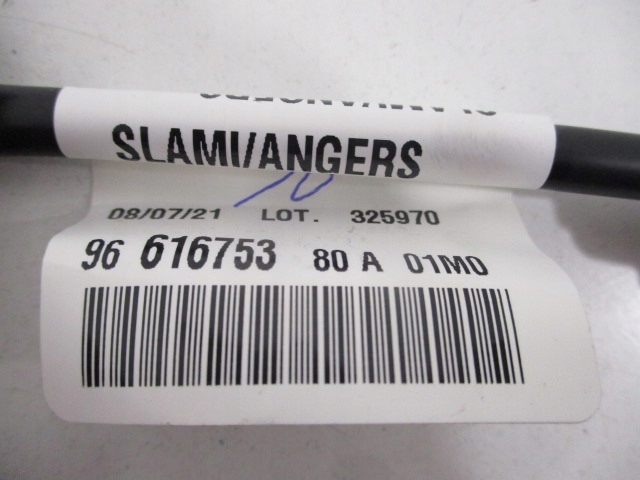 SLAMI/ANGERS
08/07/21 LOT. 325970
96 616753 80 A 01M0